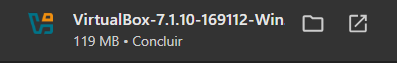 VirtualBox-7.1.10-169112-Win.
119 MB • Concluir